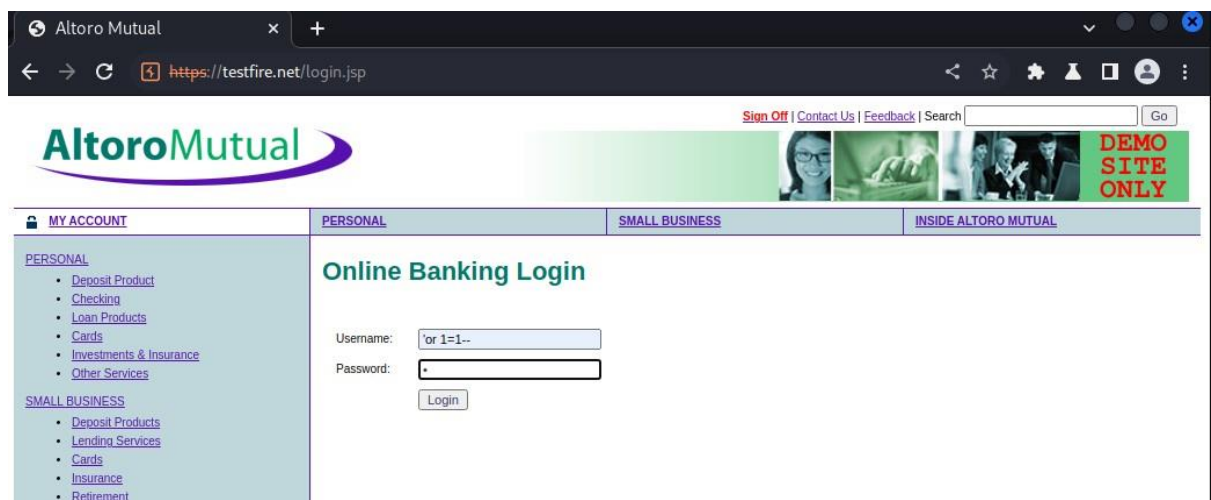 Altoro Mutual
https://testfire.net/login.jsp
Sign Off | Contact Us | Feedback | Search Go
AltoroMutual
DEMO
SITE
ONLY
MY ACCOUNT PERSONAL SMALL BUSINESS INSIDE ALTORO MUTUAL
PERSONAL
• Deposit Product
• Checking
• Loan Products
• Cards
• Investments & Insurance
• Other Services
SMALL BUSINESS
• Deposit Products
• Lending Services
• Cards
• Insurance
• Retirement
Online Banking Login
Username: 'or 1=1--
Password: •
Login